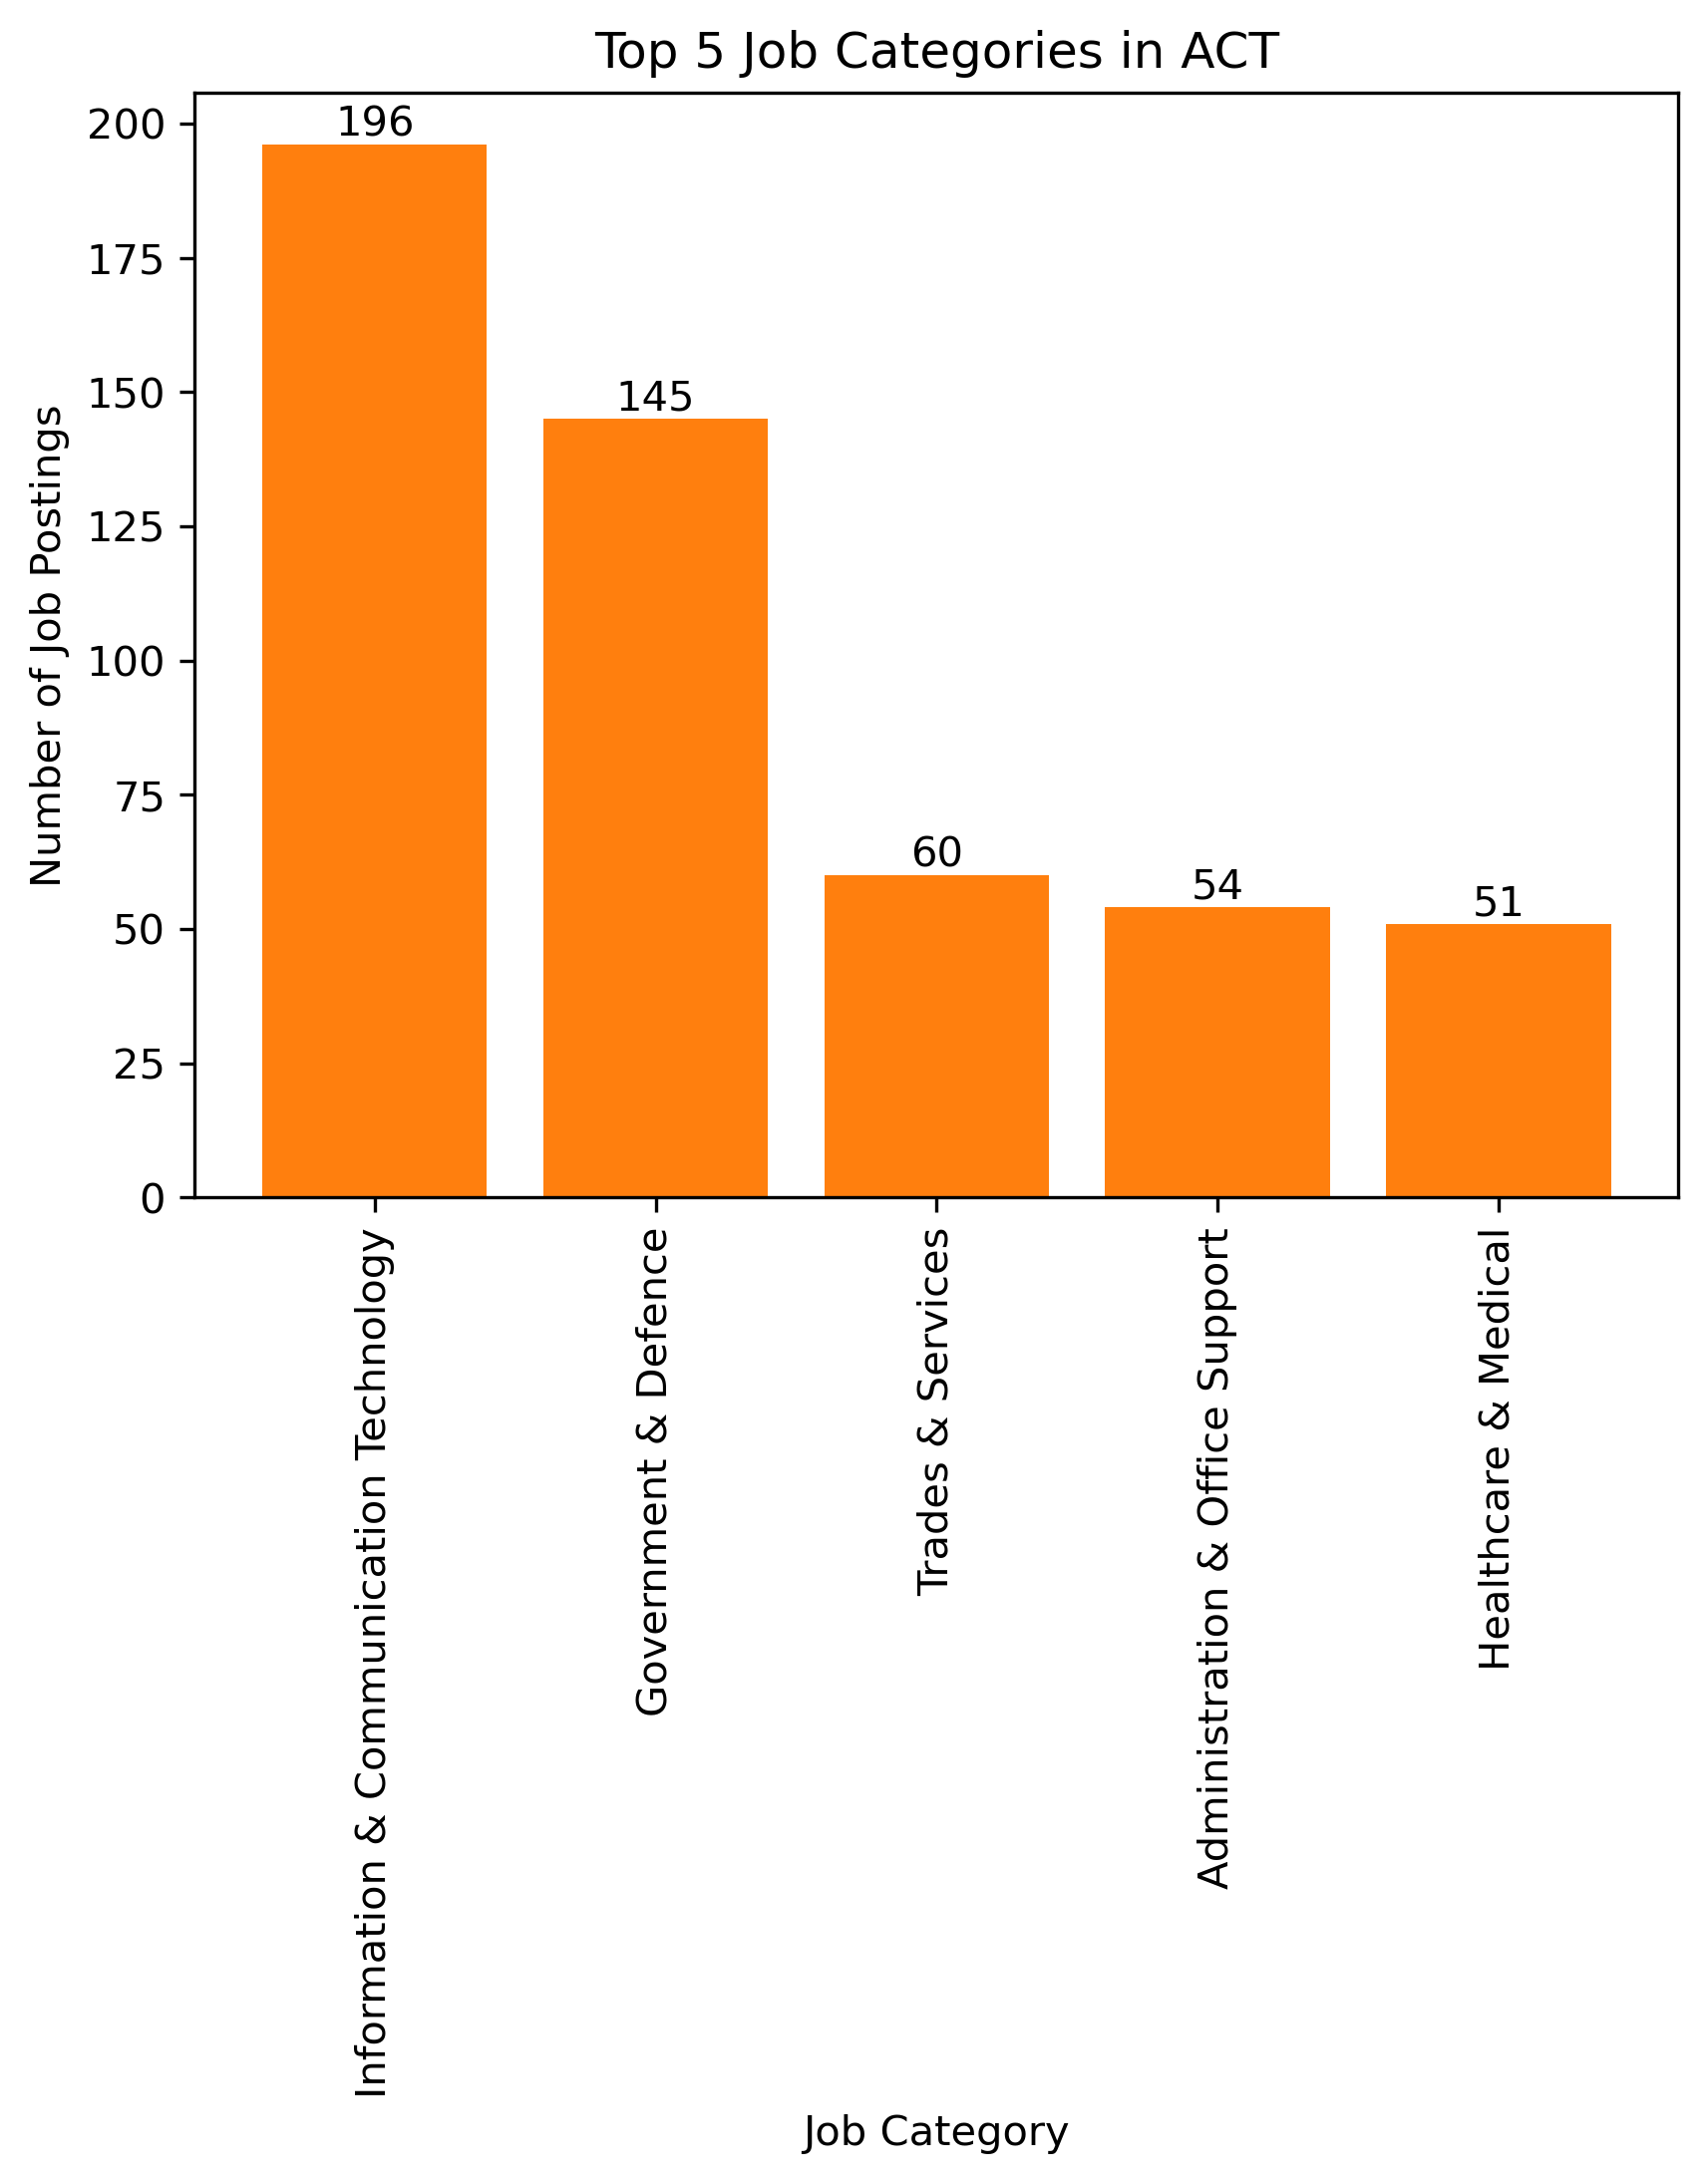 Top 5 Job Categories in ACT
Number of Job Postings
200
175
150
125
100
75
50
25
0
196
145
60
54
51
Information & Communication Technology
Government & Defence
Trades & Services
Administration & Office Support
Healthcare & Medical
Job Category